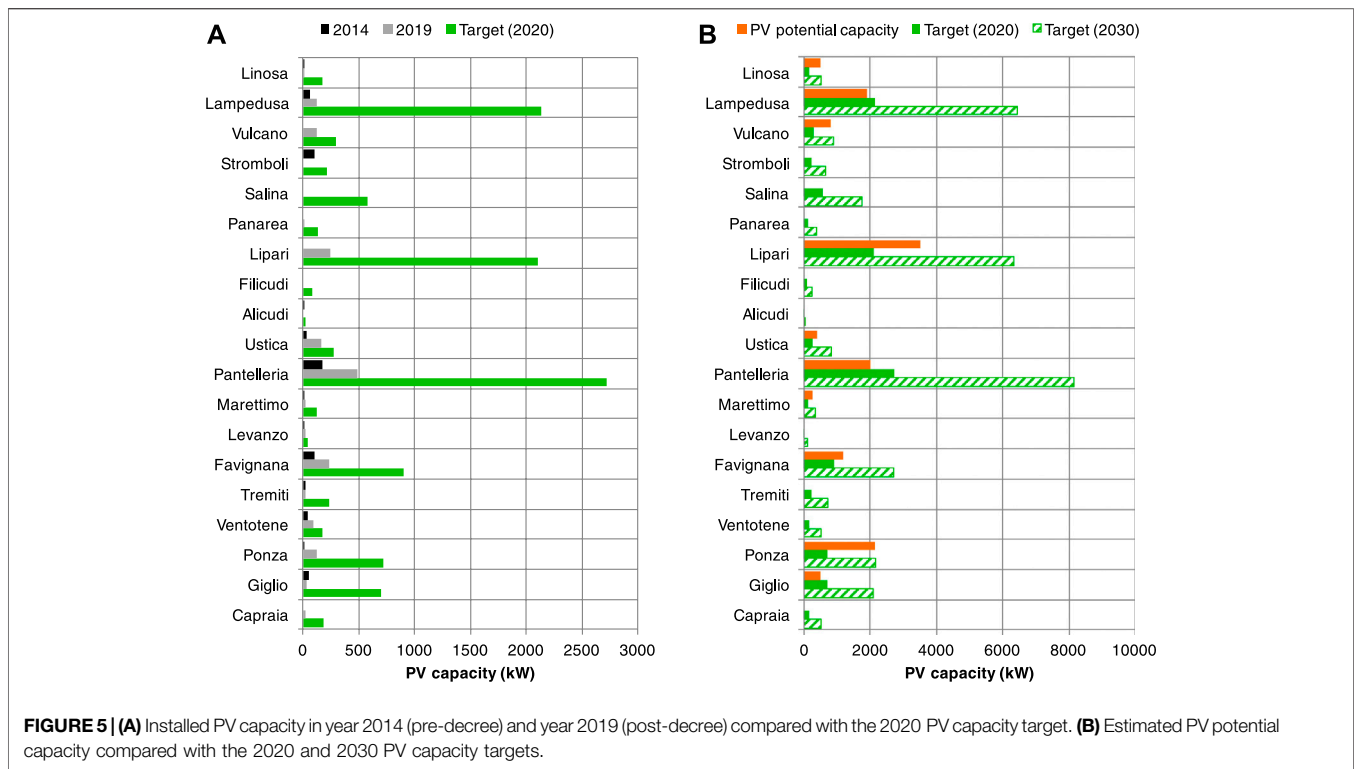 A
2014 2019 Target (2020)
Linosa
Lampedusa
Vulcano
Stromboli
Salina
Panarea
Lipari
Filicudi
Alicudi
Ustica
Pantelleria
Marettimo
Levanzo
Favignana
Tremiti
Ventotene
Ponza
Giglio
Capraia
0 500 1000 1500 2000 2500 3000
PV capacity (kW)
B
PV potential capacity Target (2020) Target (2030)
Linosa
Lampedusa
Vulcano
Stromboli
Salina
Panarea
Lipari
Filicudi
Alicudi
Ustica
Pantelleria
Marettimo
Levanzo
Favignana
Tremiti
Ventotene
Ponza
Giglio
Capraia
0 2000 4000 6000 8000 10000
PV capacity (kW)
FIGURE 5 | (A) Installed PV capacity in year 2014 (pre-decree) and year 2019 (post-decree) compared with the 2020 PV capacity target. (B) Estimated PV potential
capacity compared with the 2020 and 2030 PV capacity targets.